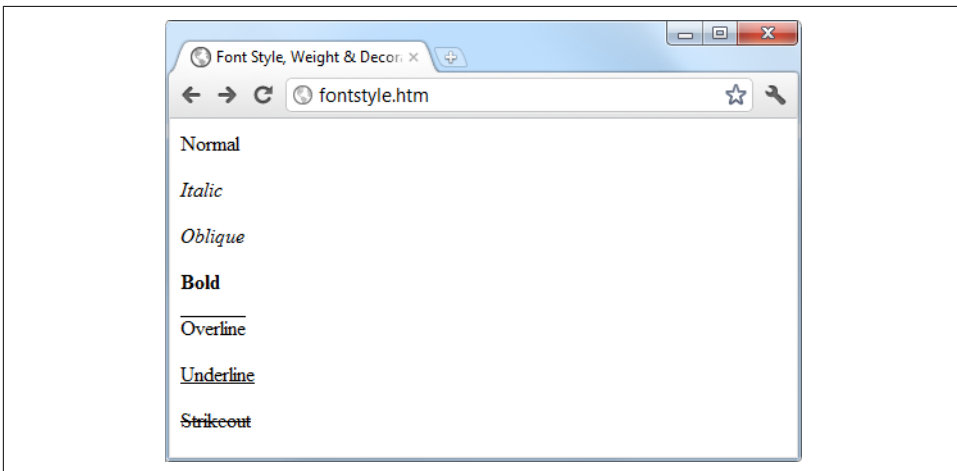 Font Style, Weight & Decor
fontstyle.htm
Normal
Italic
Oblique
Bold
Overline
Underline
Strikeout